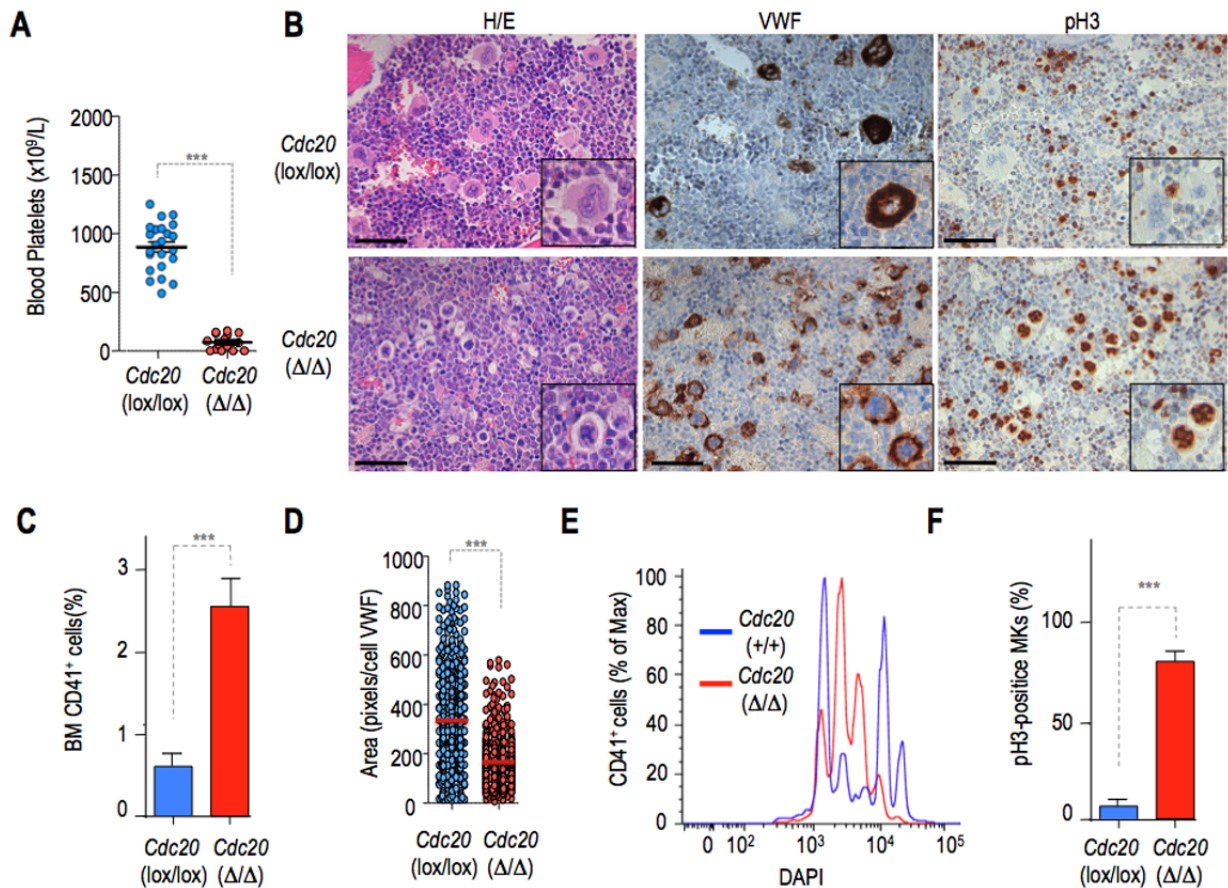 A
Blood Platelets (x10⁹/L)
2000
1500
1000
500
0
***
Cdc20
(lox/lox)
Cdc20
(Δ/Δ)
B
H/E
VWF
pH3
Cdc20
(lox/lox)
Cdc20
(Δ/Δ)
C
BM CD41⁺ cells(%)
3
2
1
0
***
Cdc20
(lox/lox)
Cdc20
(Δ/Δ)
D
Area (pixels/cell VWF)
1000
800
600
400
200
0
***
Cdc20
(lox/lox)
Cdc20
(Δ/Δ)
E
CD41⁺ cells (% of Max)
100
80
60
40
20
0
Cdc20
(+/+)
Cdc20
(Δ/Δ)
0 10² 10³ 10⁴ 10⁵
DAPI
F
pH3-positice MKs (%)
100
50
0
***
Cdc20
(lox/lox)
Cdc20
(Δ/Δ)